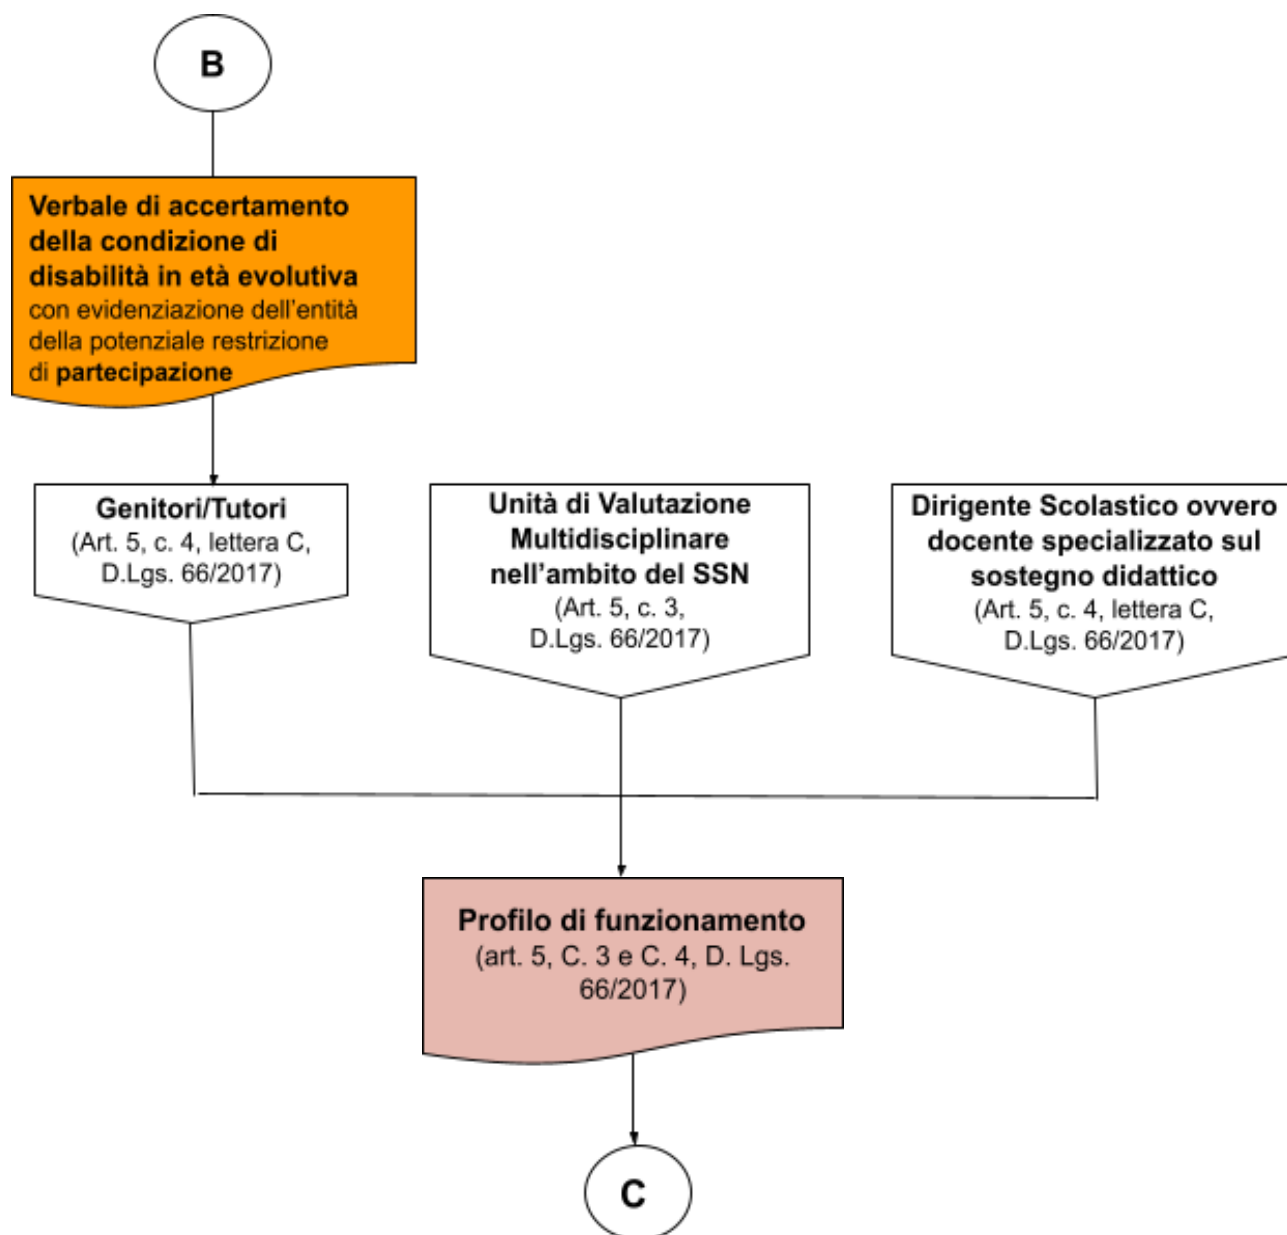 B
Verbale di accertamento
della condizione di
disabilità in età evolutiva
con evidenziazione dell'entità
della potenziale restrizione
di partecipazione
Genitori/Tutori
(Art. 5, c. 4, lettera C,
D.Lgs. 66/2017)
Unità di Valutazione
Multidisciplinare
nell'ambito del SSN
(Art. 5, c. 3,
D.Lgs. 66/2017)
Dirigente Scolastico ovvero
docente specializzato sul
sostegno didattico
(Art. 5, c. 4, lettera C,
D.Lgs. 66/2017)
Profilo di funzionamento
(art. 5, C. 3 e C. 4, D. Lgs.
66/2017)
C